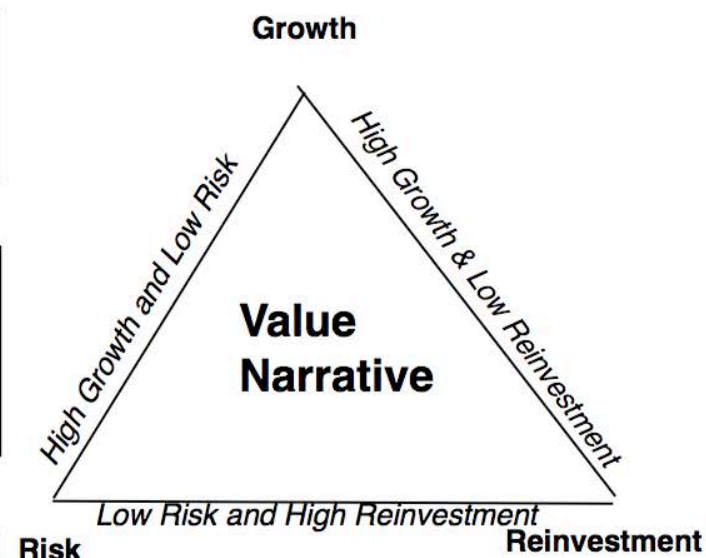 Growth
High Growth and Low Risk
High Growth & Low Reinvestment
Value
Narrative
Low Risk and High Reinvestment
Risk
Reinvestment